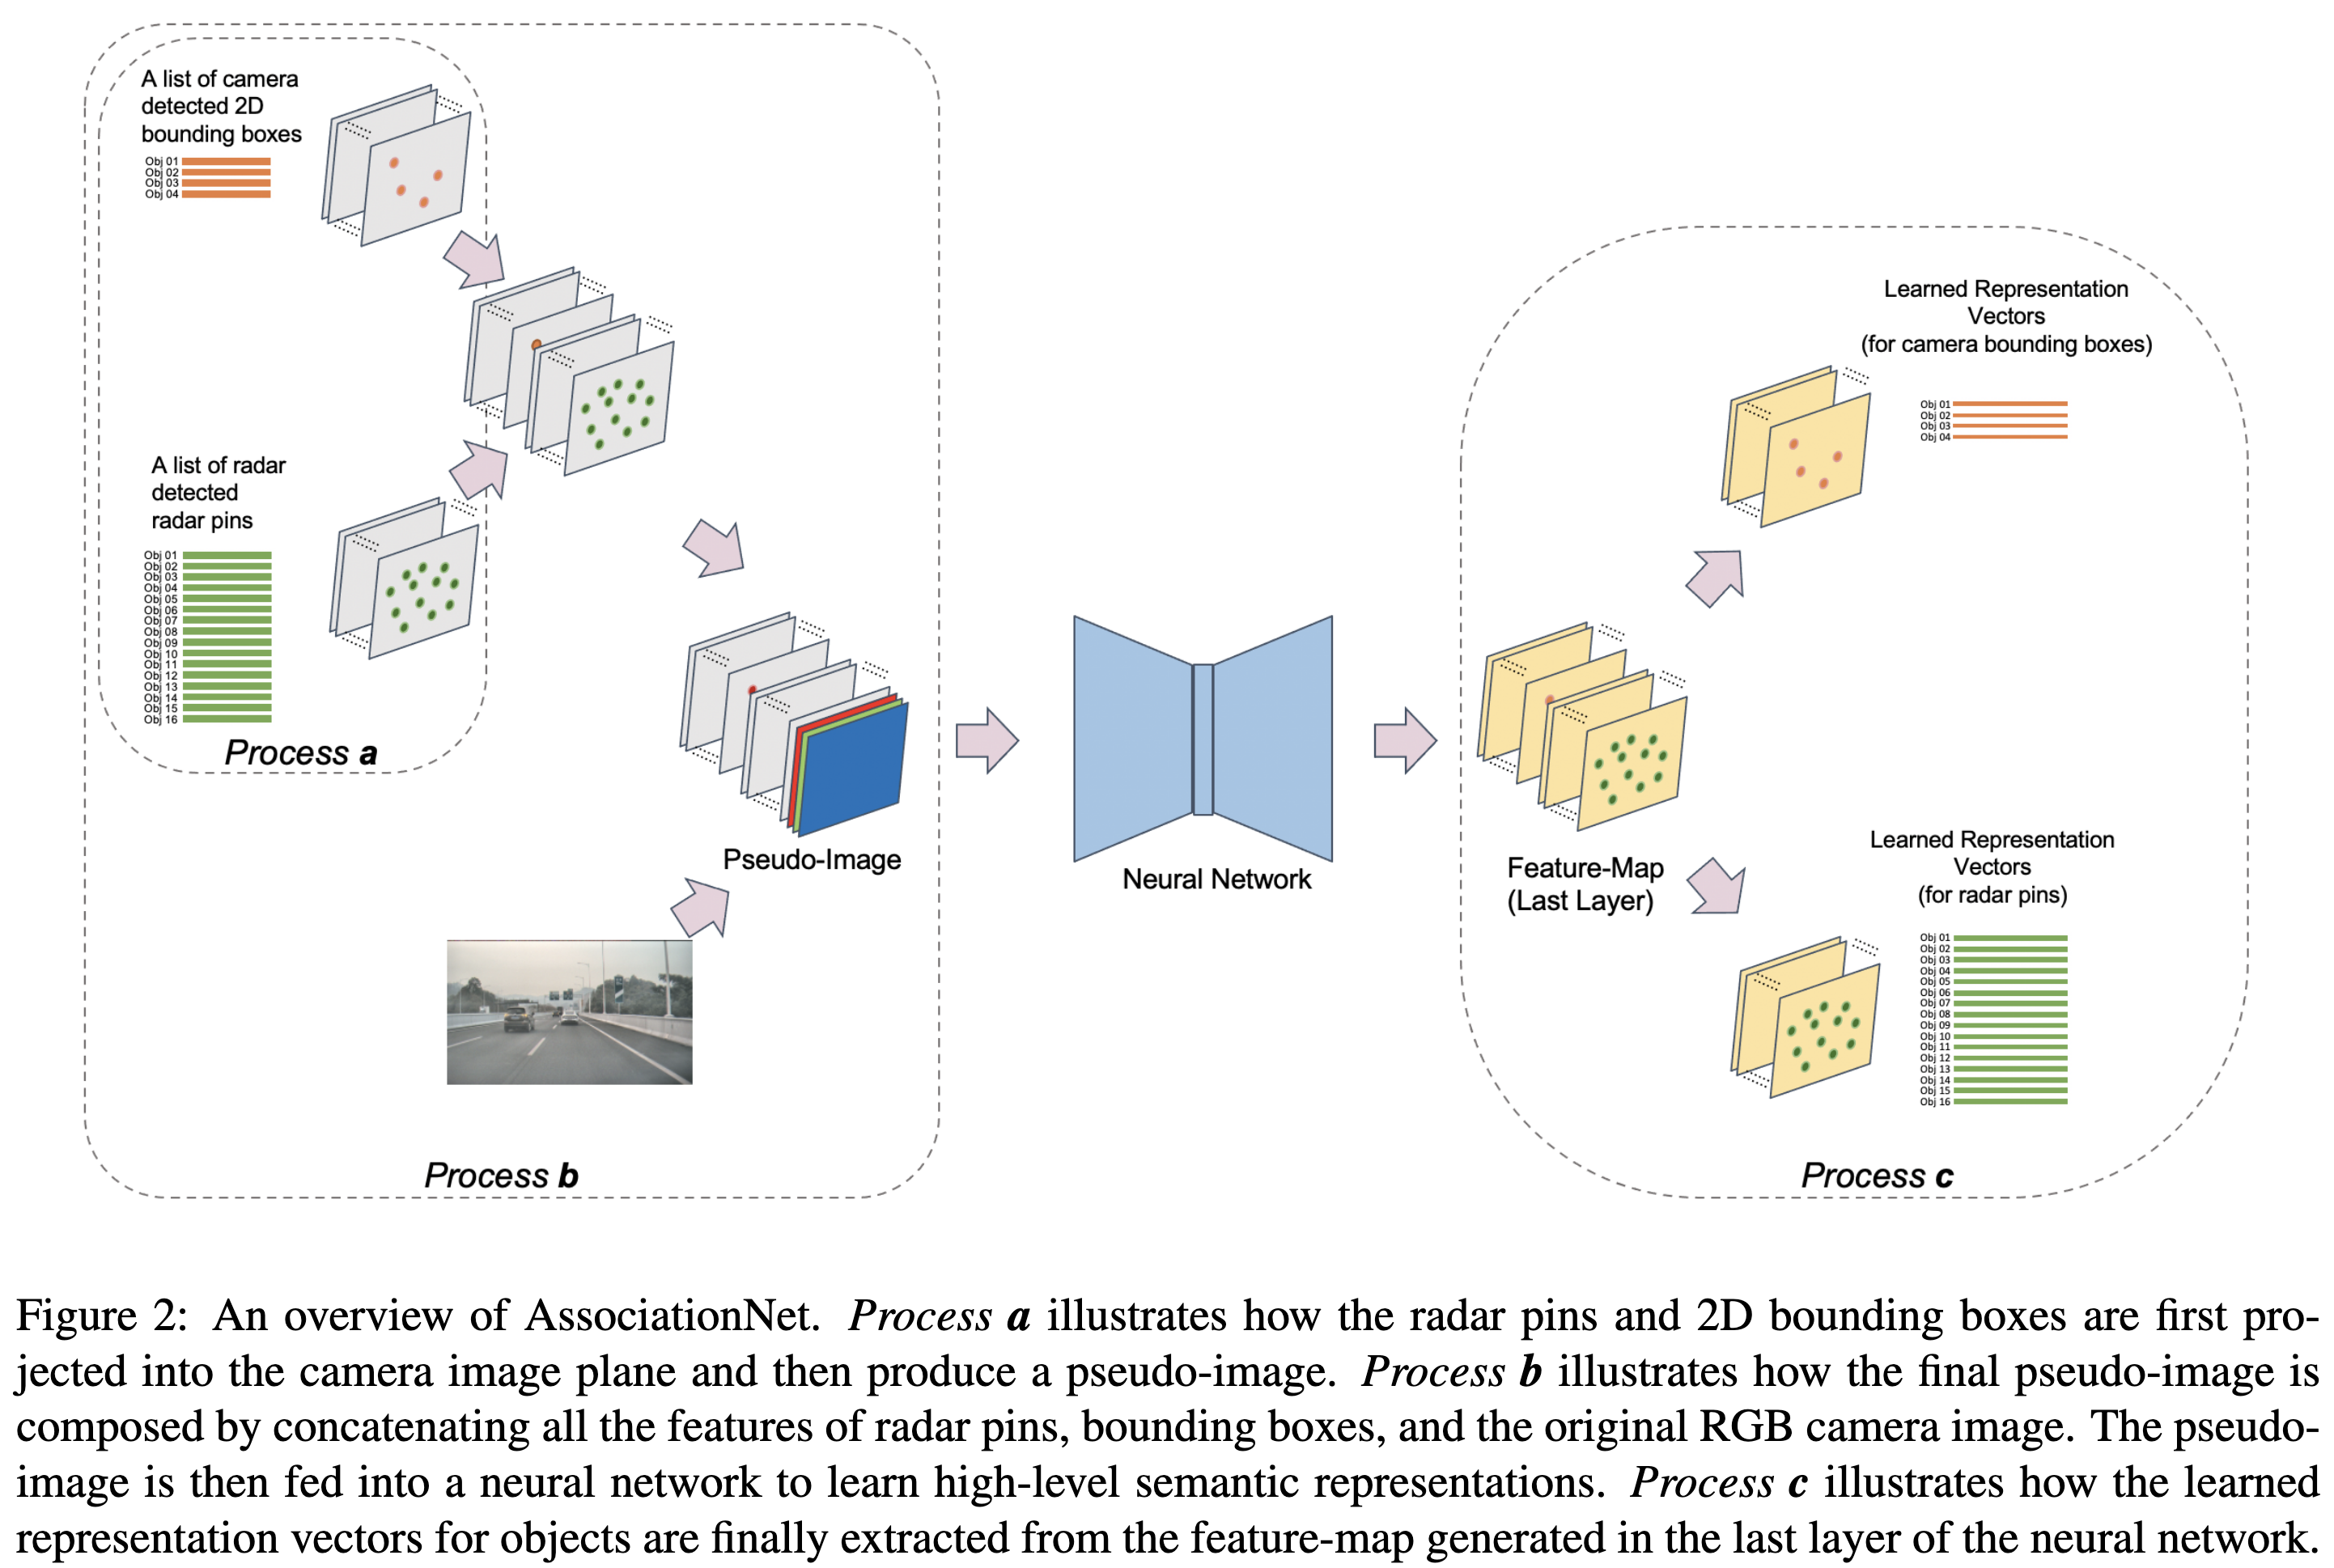 A list of camera
detected 2D
bounding boxes
Obj 01
Obj 02
Obj 03
Obj 04
A list of radar
detected
radar pins
Obj 01
Obj 02
Obj 03
Obj 04
Obj 05
Obj 06
Obj 07
Obj 08
Obj 09
Obj 10
Obj 11
Obj 12
Obj 13
Obj 14
Obj 15
Obj 16
Process a
Pseudo-Image
Process b
Neural Network
Feature-Map
(Last Layer)
Learned Representation
Vectors
(for camera bounding boxes)
Obj 01
Obj 02
Obj 03
Obj 04
Learned Representation
Vectors
(for radar pins)
Obj 01
Obj 02
Obj 03
Obj 04
Obj 05
Obj 06
Obj 07
Obj 08
Obj 09
Obj 10
Obj 11
Obj 12
Obj 13
Obj 14
Obj 15
Obj 16
Process c
Figure 2: An overview of AssociationNet. Process a illustrates how the radar pins and 2D bounding boxes are first pro-
jected into the camera image plane and then produce a pseudo-image. Process b illustrates how the final pseudo-image is
composed by concatenating all the features of radar pins, bounding boxes, and the original RGB camera image. The pseudo-
image is then fed into a neural network to learn high-level semantic representations. Process c illustrates how the learned
representation vectors for objects are finally extracted from the feature-map generated in the last layer of the neural network.